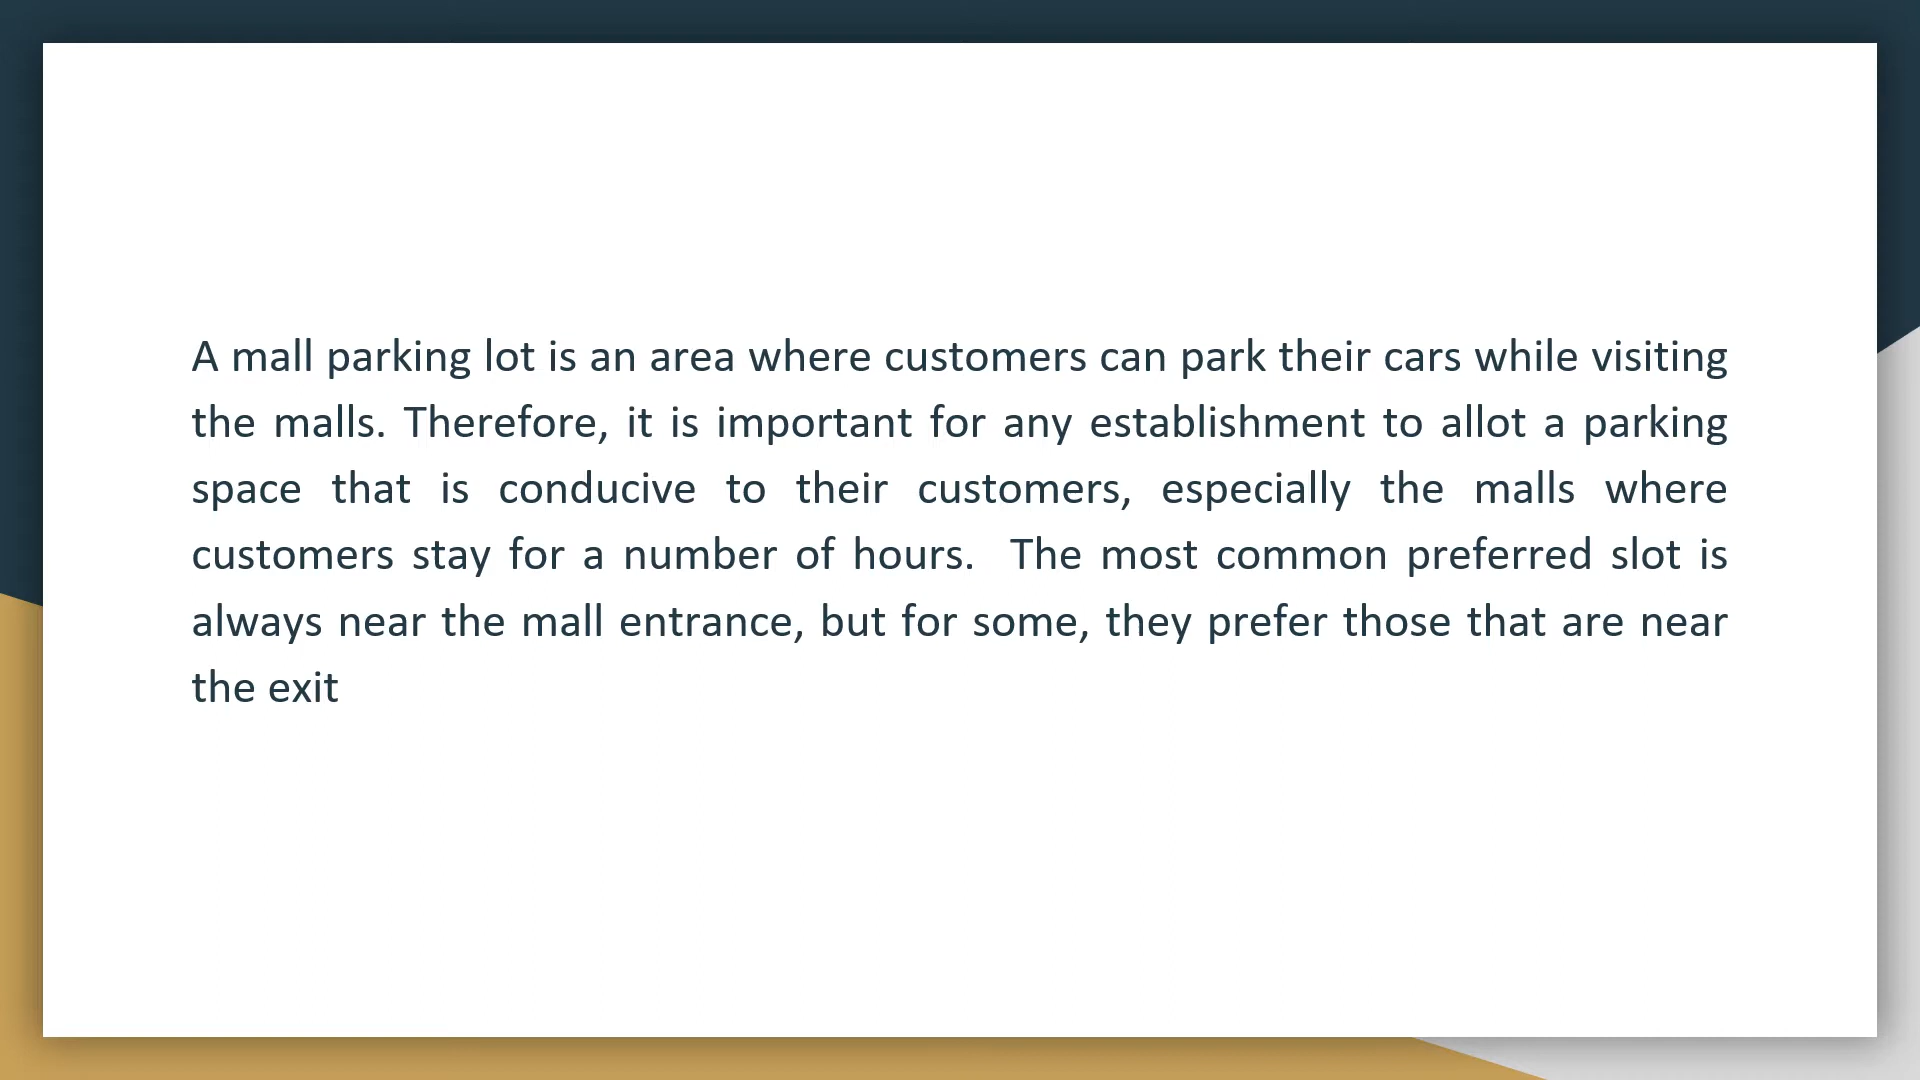 A mall parking lot is an area where customers can park their cars while visiting
the malls. Therefore, it is important for any establishment to allot a parking
space that is conducive to their customers, especially the malls where
customers stay for a number of hours.  The most common preferred slot is
always near the mall entrance, but for some, they prefer those that are near
the exit